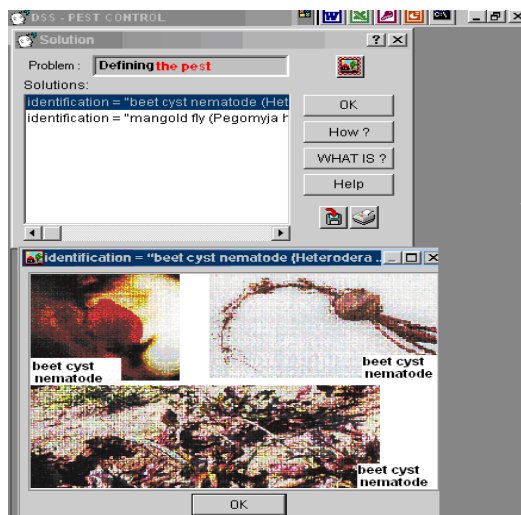 DSS - PEST CONTROL
Solution
Problem : Defining the pest
Solutions:
identification = "beet cyst nematode (Het
identification = "mangold fly (Pegomyja h
OK
How ?
WHAT IS ?
Help
identification = "beet cyst nematode (Heterodera ..
beet cyst
nematode
beet cyst
nematode
beet cyst
nematode
OK